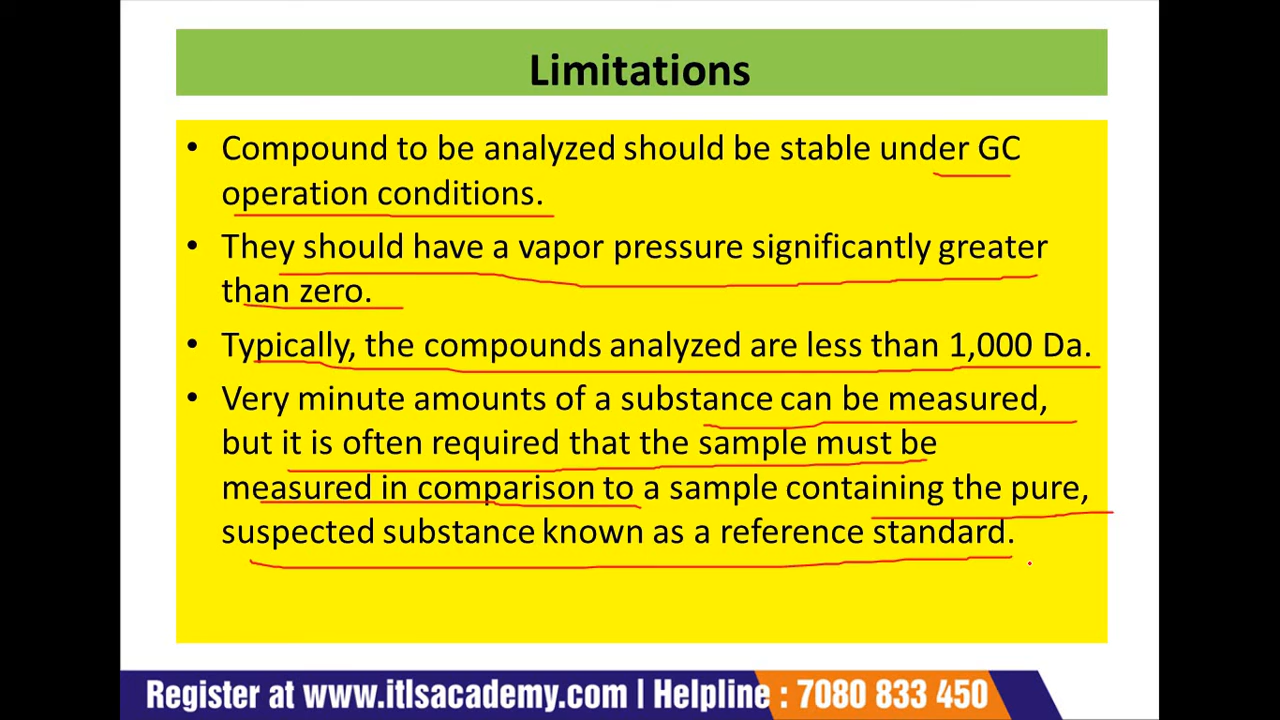 Limitations
• Compound to be analyzed should be stable under GC
operation conditions.
• They should have a vapor pressure significantly greater
than zero.
• Typically, the compounds analyzed are less than 1,000 Da.
• Very minute amounts of a substance can be measured,
but it is often required that the sample must be
measured in comparison to a sample containing the pure,
suspected substance known as a reference standard.
Register at www.itlsacademy.com | Helpline : 7080 833 450